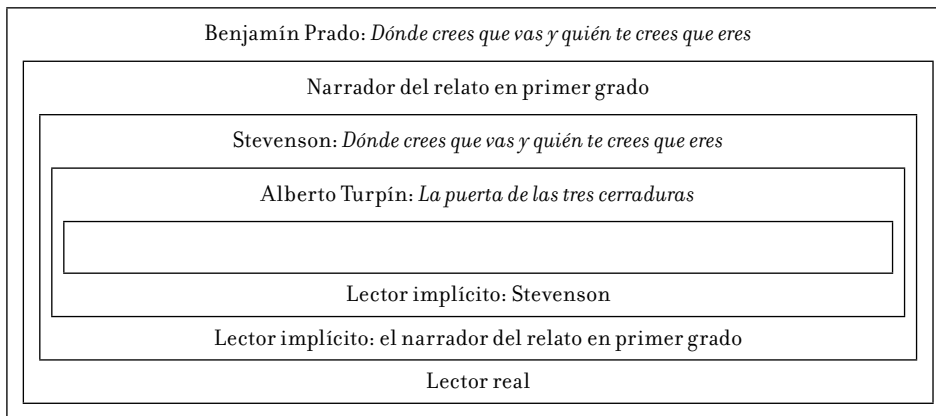 Benjamín Prado: Dónde crees que vas y quién te crees que eres
Narrador del relato en primer grado
Stevenson: Dónde crees que vas y quién te crees que eres
Alberto Turpín: La puerta de las tres cerraduras
Lector implícito: Stevenson
Lector implícito: el narrador del relato en primer grado
Lector real